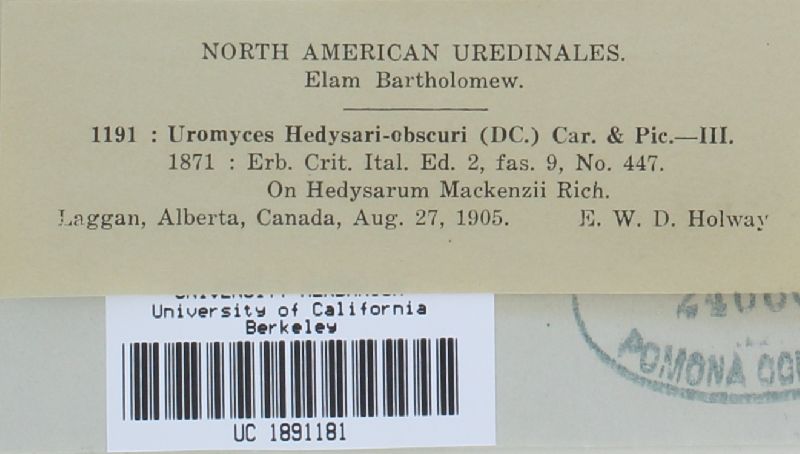 NORTH AMERICAN UREDINALES.
Elam Bartholomew.
1191 : Uromyces Hedysari-obscuri (DC.) Car. & Pic.—III.
1871 : Erb. Crit. Ital. Ed. 2, fas. 9, No. 447.
On Hedysarum Mackenzii Rich.
Laggan, Alberta, Canada, Aug. 27, 1905. E. W. D. Holway
University of California
Berkeley
UC 1891181
POMONA